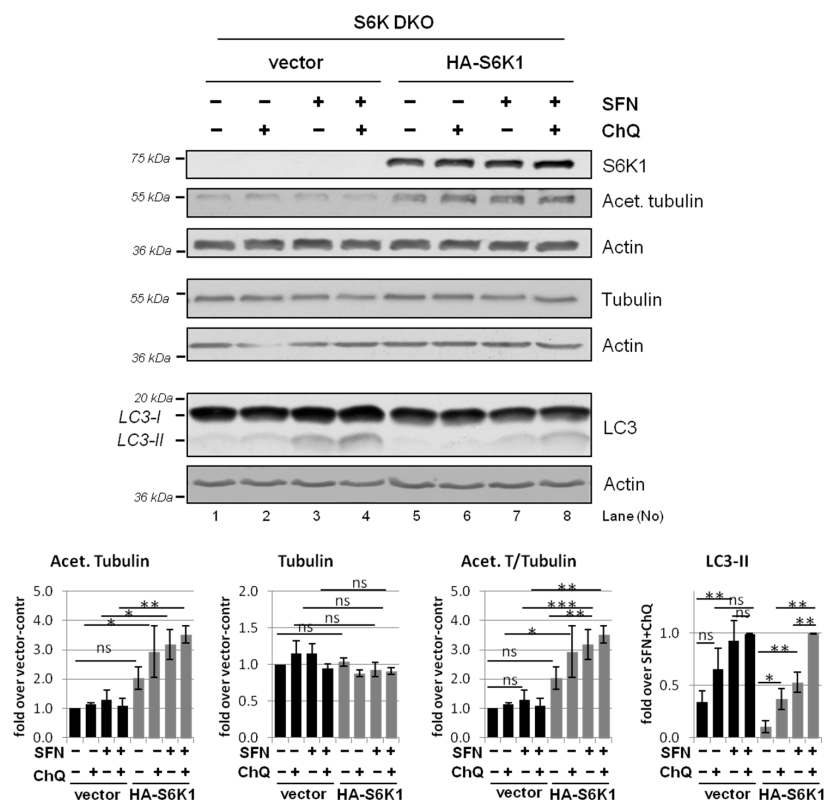 S6K DKO
vector HA-S6K1
– – + + – – + + SFN
– + – + – + – + ChQ
75 kDa S6K1
55 kDa Acet. tubulin
36 kDa Actin
55 kDa Tubulin
36 kDa Actin
20 kDa
LC3-I
LC3-II LC3
36 kDa Actin
1 2 3 4 5 6 7 8 Lane (No)
Acet. Tubulin Tubulin Acet. T/Tubulin LC3-II
fold over vector-contr
5.0
4.0
3.0
2.0
1.0
0.0
**
*
*
ns
SFN – – + + – – + +
ChQ – + – + – + – +
vector HA-S6K1
fold over vector-contr
2.0
1.5
1.0
0.5
0.0
ns
ns
ns
ns
– – + + – – + +
– + – + – + – +
vector HA-S6K1
fold over vector-contr
5.0
4.0
3.0
2.0
1.0
0.0
**
***
**
*
ns
ns
SFN – – + + – – + +
ChQ – + – + – + – +
vector HA-S6K1
fold over SFN+ChQ
1.0
0.5
0.0
**
ns
ns
ns
**
**
**
*
SFN – – + + – – + +
ChQ – + – + – + – +
vector HA-S6K1